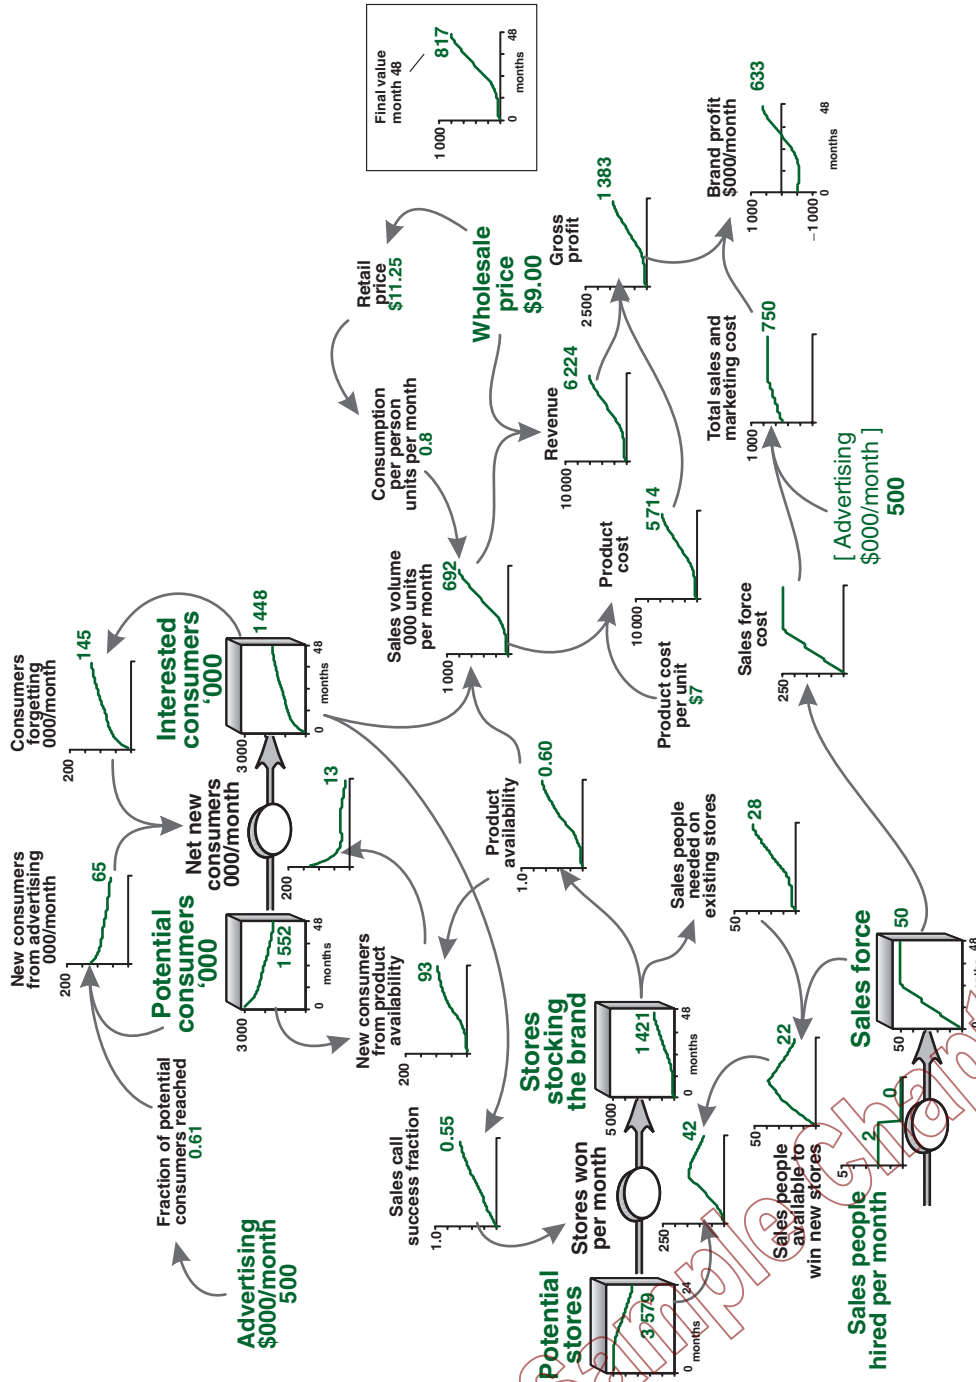 Final value
month 48
817
1 000
0
48
months
Advertising
$000/month
500
Fraction of potential
consumers reached
0.61
New consumers
from advertising
000/month
200
65
Consumers
forgetting
000/month
200
145
Potential
consumers
‘000
3 000
1 552
0
48
months
Net new
consumers
000/month
200
13
Interested
consumers
‘000
3 000
1 448
0
48
months
New consumers
from product
availability
200
93
Retail
price
$11.25
Consumption
per person
units per month
0.8
Wholesale
price
$9.00
Sales call
success fraction
1.0
0.55
Product
availability
1.0
0.60
Sales volume
000 units
per month
1 000
692
Revenue
10 000
6 224
Gross
profit
2 500
1 383
Potential
stores
3 579
0
24
months
Stores won
per month
250
42
Stores
stocking
the brand
5 000
1 421
0
48
months
Product cost
per unit
$7
Product
cost
10 000
5 714
Sales people
needed on
existing stores
50
28
Sales people
available to
win new stores
50
22
Sales force
cost
250
Total sales and
marketing cost
1 000
750
Brand profit
$000/month
1 000
633
–1 000
0
48
months
[ Advertising
$000/month ]
500
Sales people
hired per month
5
2
0
Sales force
50
50
0
48
months
Sample Chapter